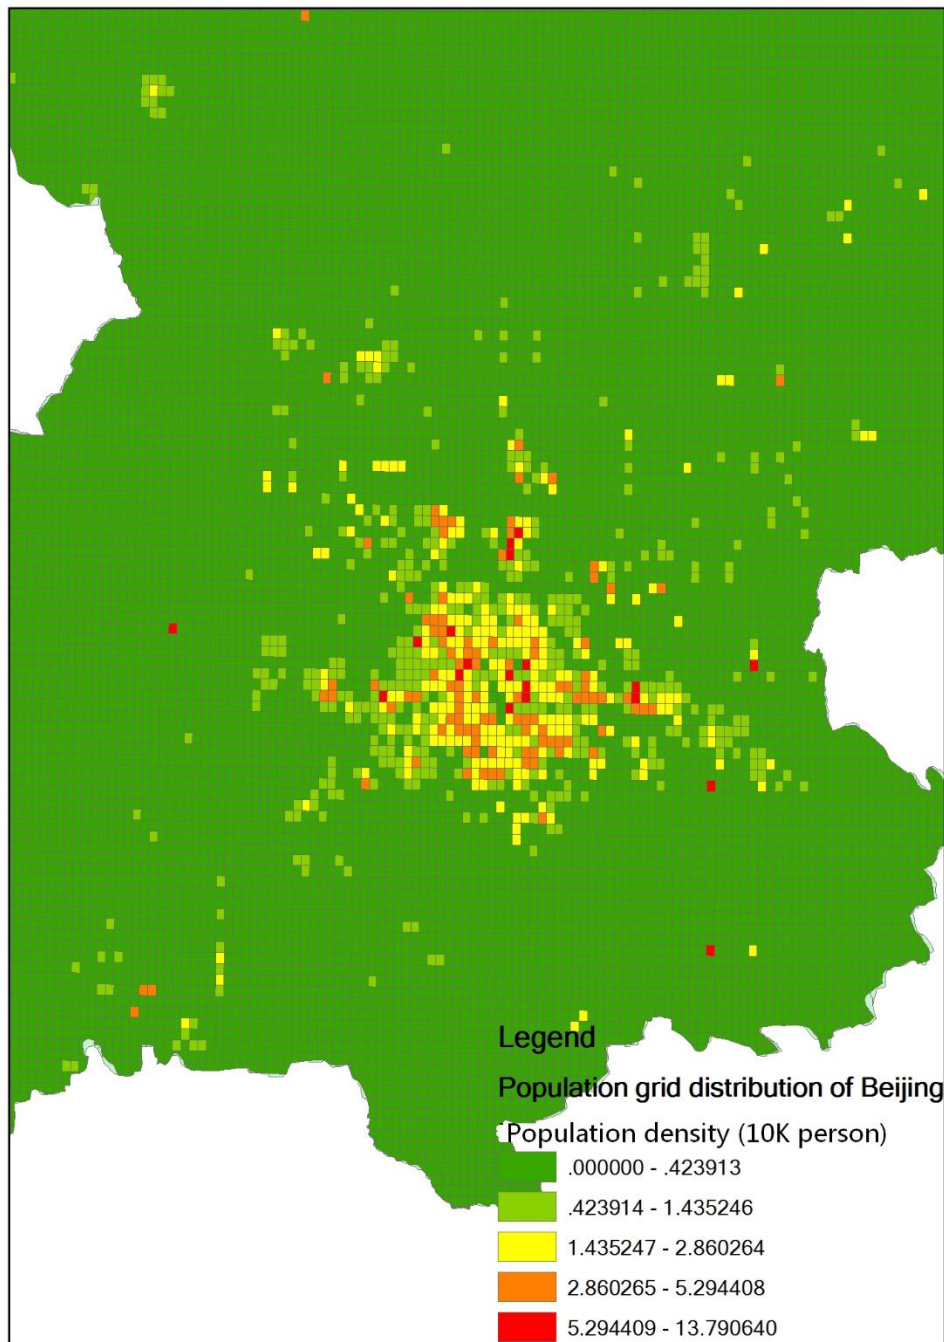 Legend
Population grid distribution of Beijing
Population density (10K person)
.000000 - .423913
.423914 - 1.435246
1.435247 - 2.860264
2.860265 - 5.294408
5.294409 - 13.790640